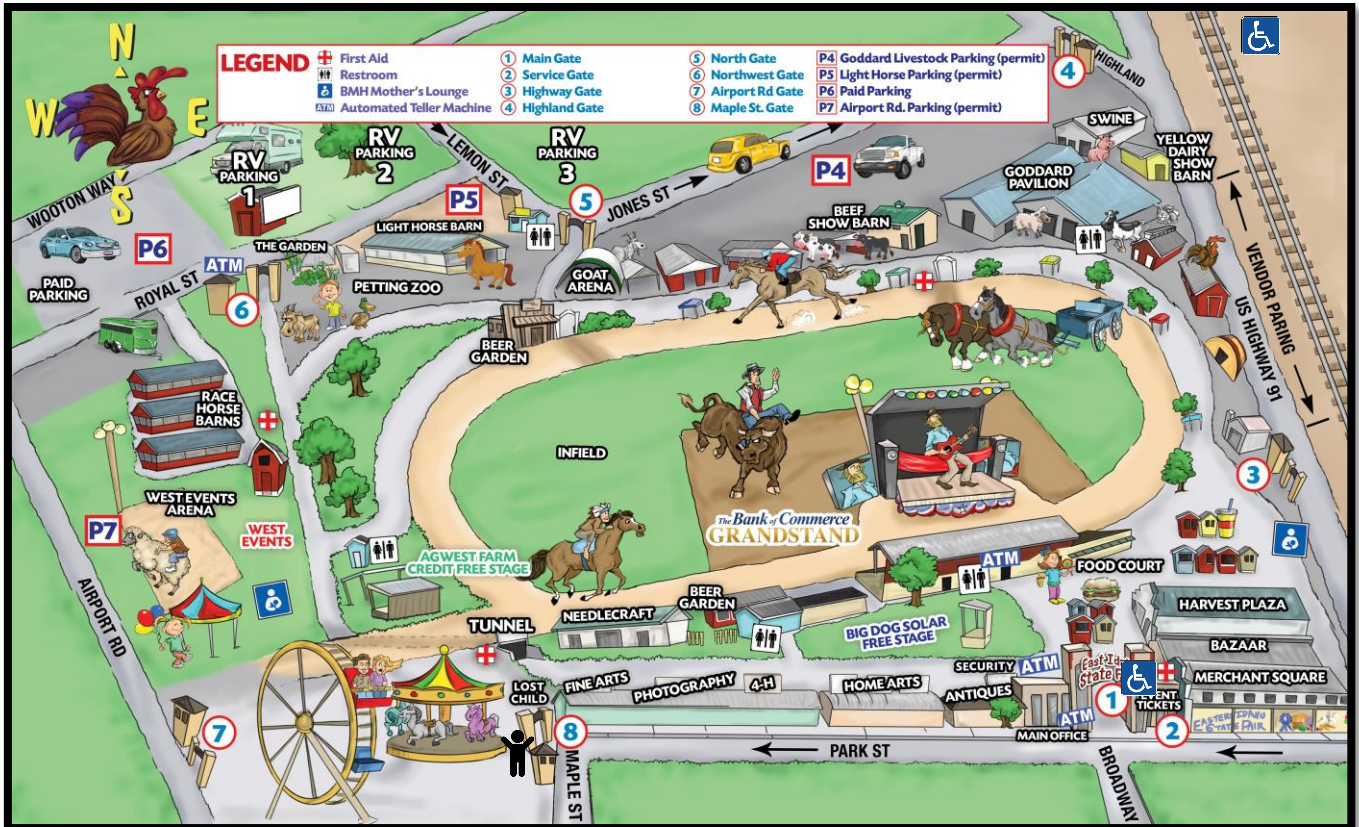 N
W
E
S
LEGEND
First Aid
Restroom
BMH Mother's Lounge
ATM Automated Teller Machine
1 Main Gate
2 Service Gate
3 Highway Gate
4 Highland Gate
5 North Gate
6 Northwest Gate
7 Airport Rd Gate
8 Maple St. Gate
P4 Goddard Livestock Parking (permit)
P5 Light Horse Parking (permit)
P6 Paid Parking
P7 Airport Rd. Parking (permit)
4
HIGHLAND
SWINE
YELLOW
DAIRY
SHOW
BARN
GODDARD
PAVILION
RV
PARKING
1
RV
PARKING
2
RV
PARKING
3
LEMON ST
P4
P5
5
JONES ST
WOOTON WAY
P6
PAID
PARKING
ROYAL ST
ATM
6
THE GARDEN
LIGHT HORSE BARN
PETTING ZOO
GOAT
ARENA
BEEF
SHOW BARN
VENDOR PARING
US HIGHWAY 91
BEER
GARDEN
RACE
HORSE
BARNS
INFIELD
3
WEST EVENTS
ARENA
P7
WEST
EVENTS
AIRPORT RD
AGWEST FARM
CREDIT FREE STAGE
The Bank of Commerce
GRANDSTAND
ATM
FOOD COURT
HARVEST PLAZA
BAZAAR
MERCHANT SQUARE
NEEDLECRAFT
BEER
GARDEN
BIG DOG SOLAR
FREE STAGE
TUNNEL
SECURITY
ATM
LOST
CHILD
FINE ARTS
PHOTOGRAPHY
4-H
HOME ARTS
ANTIQUES
East Ida
State F
1
EVENT
TICKETS
2
EASTERN IDAHO
STATE FAIR
ATM
MAIN OFFICE
7
8
MAPLE ST
PARK ST
BROADWAY